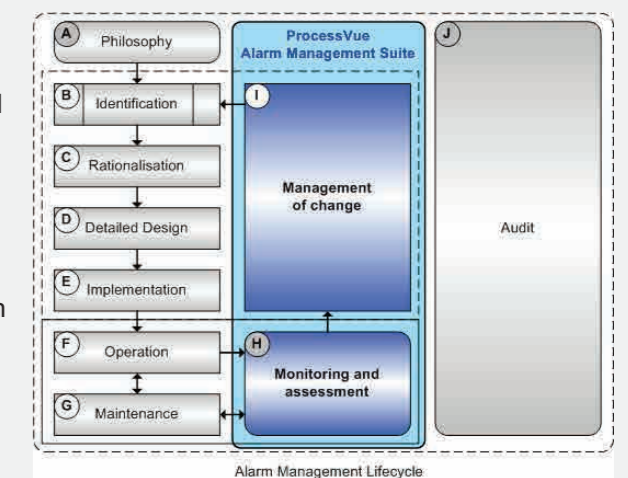 A
Philosophy
B
Identification
C
Rationalisation
D
Detailed Design
E
Implementation
F
Operation
G
Maintenance
ProcessVue
Alarm Management Suite
I
Management
of change
H
Monitoring and
assessment
J
Audit
Alarm Management Lifecycle